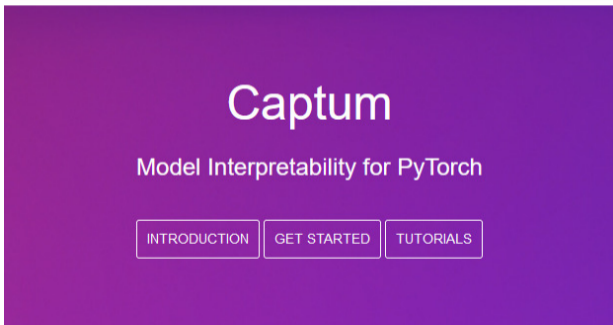 Captum
Model Interpretability for PyTorch
INTRODUCTION GET STARTED TUTORIALS